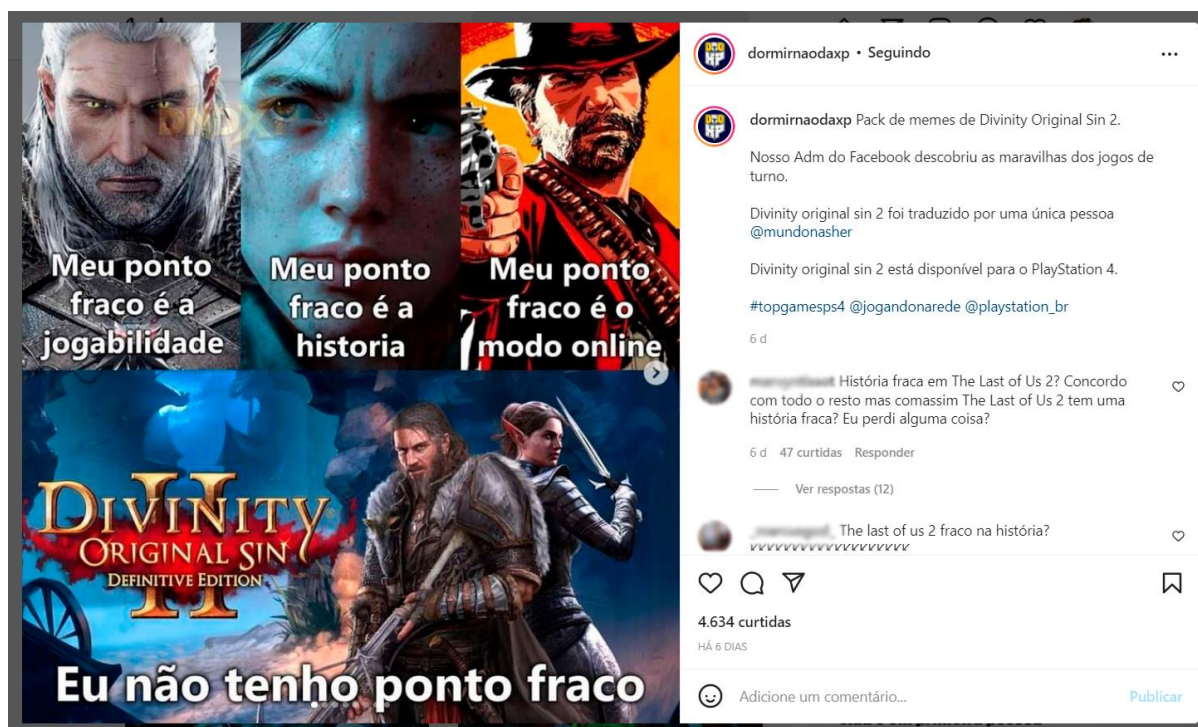 Meu ponto
fraco é a
jogabilidade
Meu ponto
fraco é a
historia
Meu ponto
fraco é o
modo online
DIVINITY
II
ORIGINAL SIN
DEFINITIVE EDITION
Eu não tenho ponto fraco
dormirnaodaxp • Seguindo
dormirnaodaxp Pack de memes de Divinity Original Sin 2.
Nosso Adm do Facebook descobriu as maravilhas dos jogos de
turno.
Divinity original sin 2 foi traduzido por uma única pessoa
@mundonasher
Divinity original sin 2 está disponível para o PlayStation 4.
#topgamesps4 @jogandonarede @playstation_br
6 d
História fraca em The Last of Us 2? Concordo
com todo o resto mas comassim The Last of Us 2 tem uma
história fraca? Eu perdi alguma coisa?
6 d 47 curtidas Responder
Ver respostas (12)
The last of us 2 fraco na história?
4.634 curtidas
HÁ 6 DIAS
Adicione um comentário...
Publicar